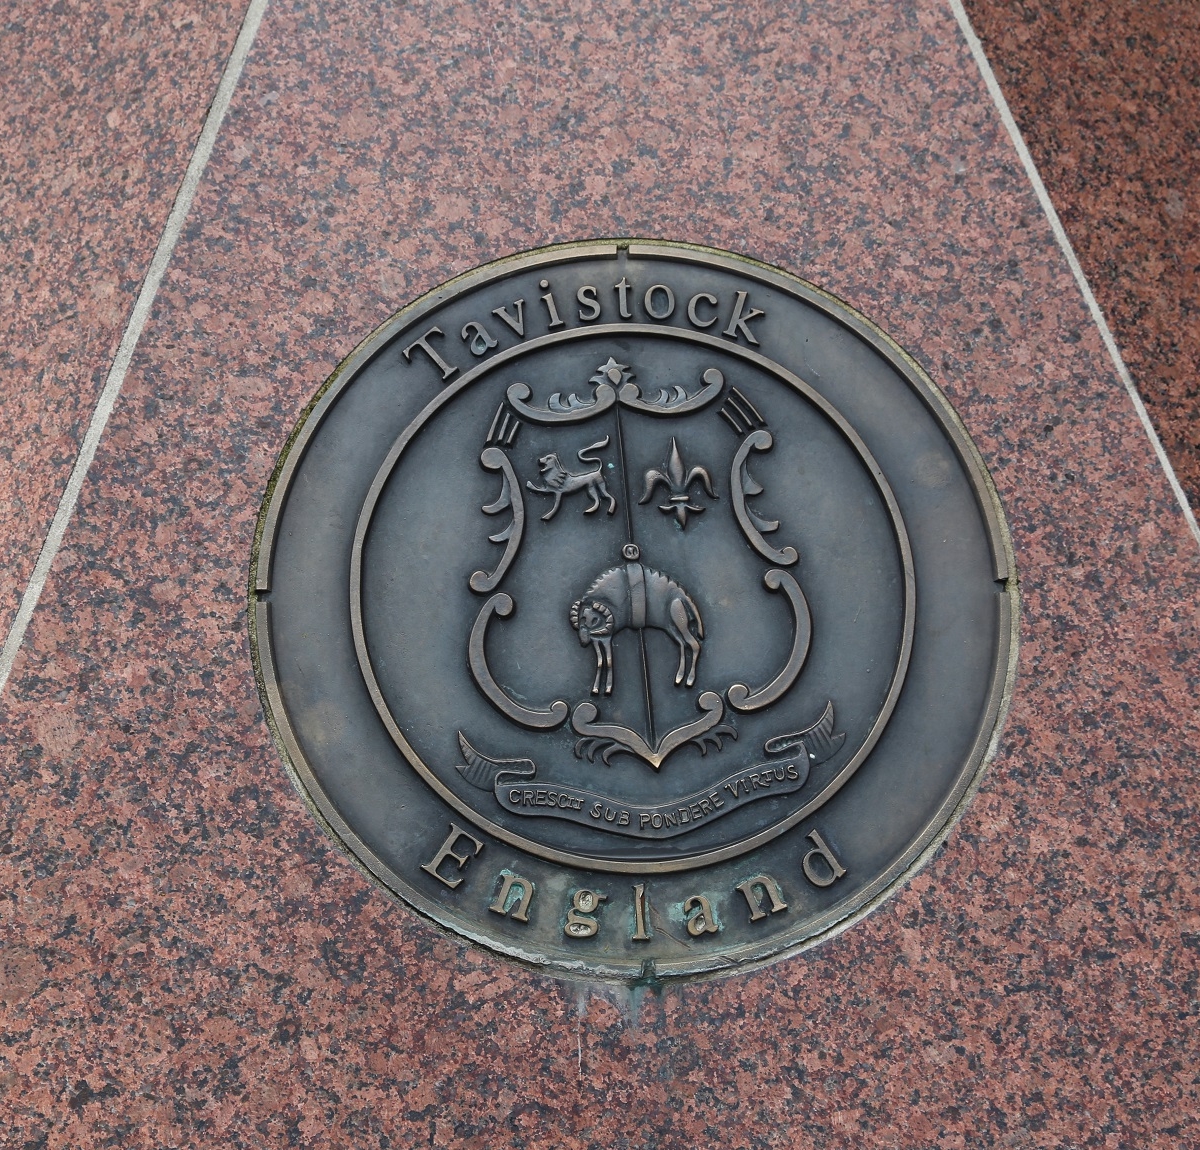 Tavistock
CRESCIT SUB PONDERE VIRTUS
England